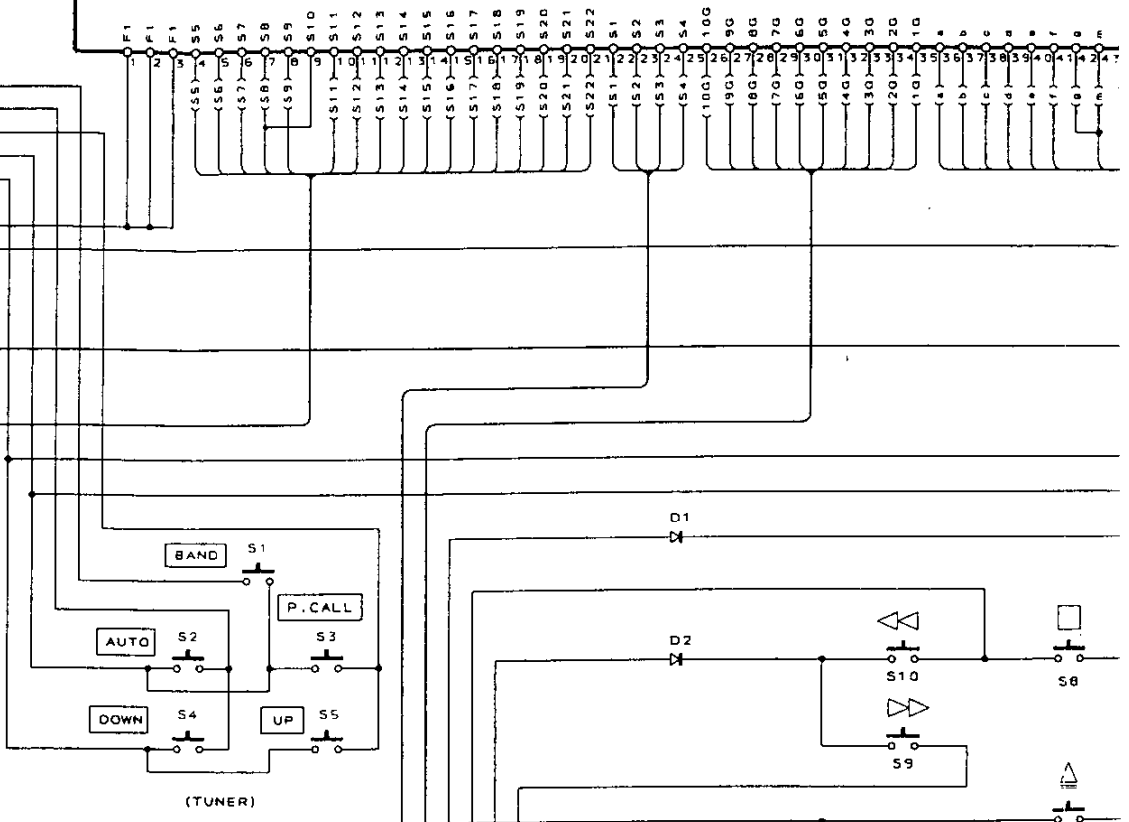 F1 F1 F1 S5 S6 S7 S8 S9 S10 S11 S12 S13 S14 S15 S16 S17 S18 S19 S20 S21 S22 S1 S2 S3 S4 10G 9G 8G 7G 6G 5G 4G 3G 2G 1G a b c d e f g m
1 2 3 4 5 6 7 8 9 10 11 12 13 14 15 16 17 18 19 20 21 22 23 24 25 26 27 28 29 30 31 32 33 34 35 36 37 38 39 40 41 42
(S5) (S6) (S7) (S8) (S9) (S11) (S12) (S13) (S14) (S15) (S17) (S18) (S19) (S20) (S21) (S22) (S1) (S2) (S3) (S4) (10G) (9G) (8G) (7G) (6G) (5G) (4G) (3G) (2G) (1G) (a) (b) (c) (d) (e) (f) (g)
D1
BAND S1
P.CALL
AUTO S2 S3
D2
S10
S8
DOWN S4 UP S5
S9
(TUNER)